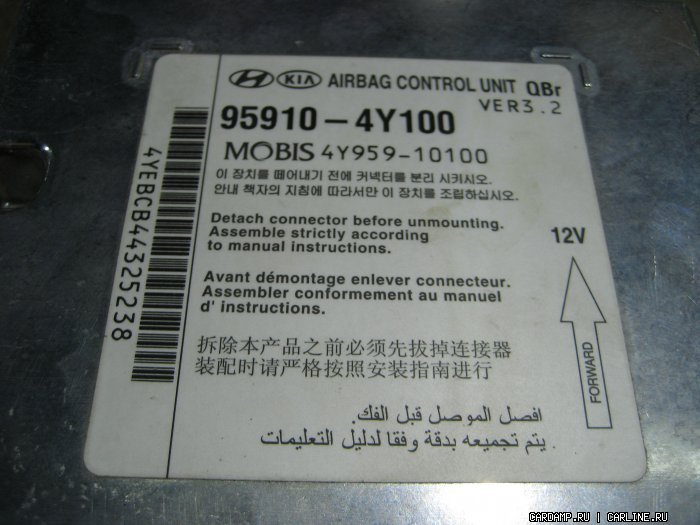 HYUNDAI KIA AIRBAG CONTROL UNIT QBr
VER3.2
95910-4Y100
MOBIS 4Y959-10100
이 장치를 떼어내기 전에 커넥터를 분리 시키시오.
안내 책자의 지침에 따라서만 이 장치를 조립하십시오.
Detach connector before unmounting.
Assemble strictly according
to manual instructions.
12V
Avant démontage enlever connecteur.
Assembler conformement au manuel
d' instructions.
拆除本产品之前必须先拔掉连接器
装配时请严格按照安装指南进行
افصل الموصل قبل الفك.
يتم تجميعه بدقة وفقا لدليل التعليمات
FORWARD
4YEBCB44325238
CARDAMP.RU | CARLINE.RU